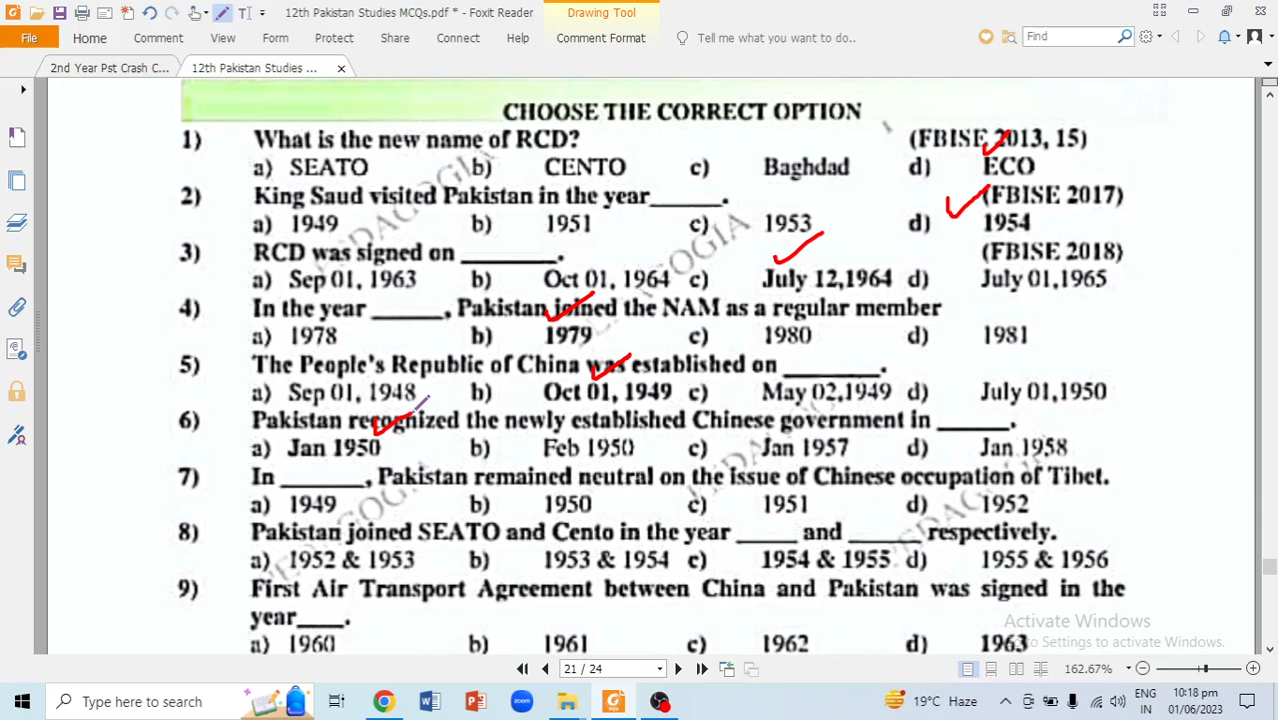 12th Pakistan Studies MCQs.pdf * - Foxit Reader
Drawing Tool
File Home Comment View Form Protect Share Connect Help Comment Format Tell me what you want to do.. Find
2nd Year Pst Crash C... 12th Pakistan Studies ...
CHOOSE THE CORRECT OPTION
1) What is the new name of RCD? (FBISE 2013, 15)
a) SEATO b) CENTO c) Baghdad d) ECO
2) King Saud visited Pakistan in the year______. (FBISE 2017)
a) 1949 b) 1951 c) 1953 d) 1954
3) RCD was signed on ________. (FBISE 2018)
a) Sep 01, 1963 b) Oct 01, 1964 c) July 12,1964 d) July 01,1965
4) In the year ______, Pakistan joined the NAM as a regular member
a) 1978 b) 1979 c) 1980 d) 1981
5) The People's Republic of China was established on ________.
a) Sep 01, 1948 b) Oct 01, 1949 c) May 02,1949 d) July 01,1950
6) Pakistan recognized the newly established Chinese government in ______.
a) Jan 1950 b) Feb 1950 c) Jan 1957 d) Jan 1958
7) In _______, Pakistan remained neutral on the issue of Chinese occupation of Tibet.
a) 1949 b) 1950 c) 1951 d) 1952
8) Pakistan joined SEATO and Cento in the year _____ and ______ respectively.
a) 1952 & 1953 b) 1953 & 1954 c) 1954 & 1955 d) 1955 & 1956
9) First Air Transport Agreement between China and Pakistan was signed in the
year____.
a) 1960 b) 1961 c) 1962 d) 1963
Activate Windows
to Settings to activate Windows.
21 / 24 162.67%
Type here to search
zoom
19°C Haze
ENG
IN
10:18 pm
01/06/2023